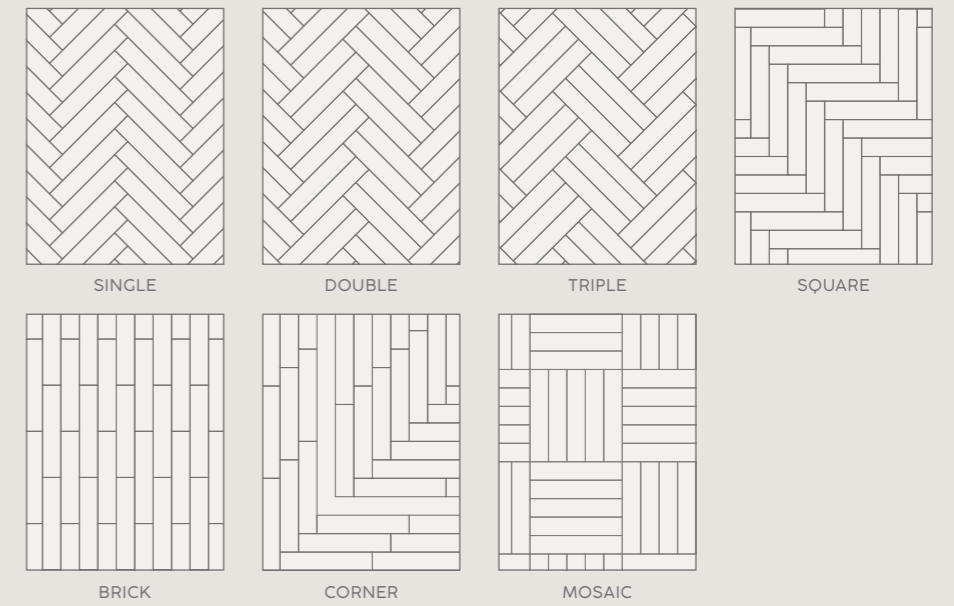 SINGLE
DOUBLE
TRIPLE
SQUARE
BRICK
CORNER
MOSAIC